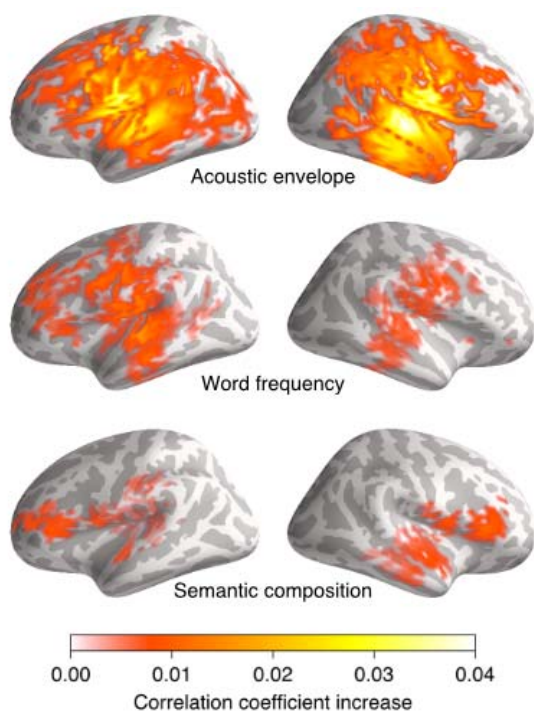 Acoustic envelope
Word frequency
Semantic composition
0.00 0.01 0.02 0.03 0.04
Correlation coefficient increase